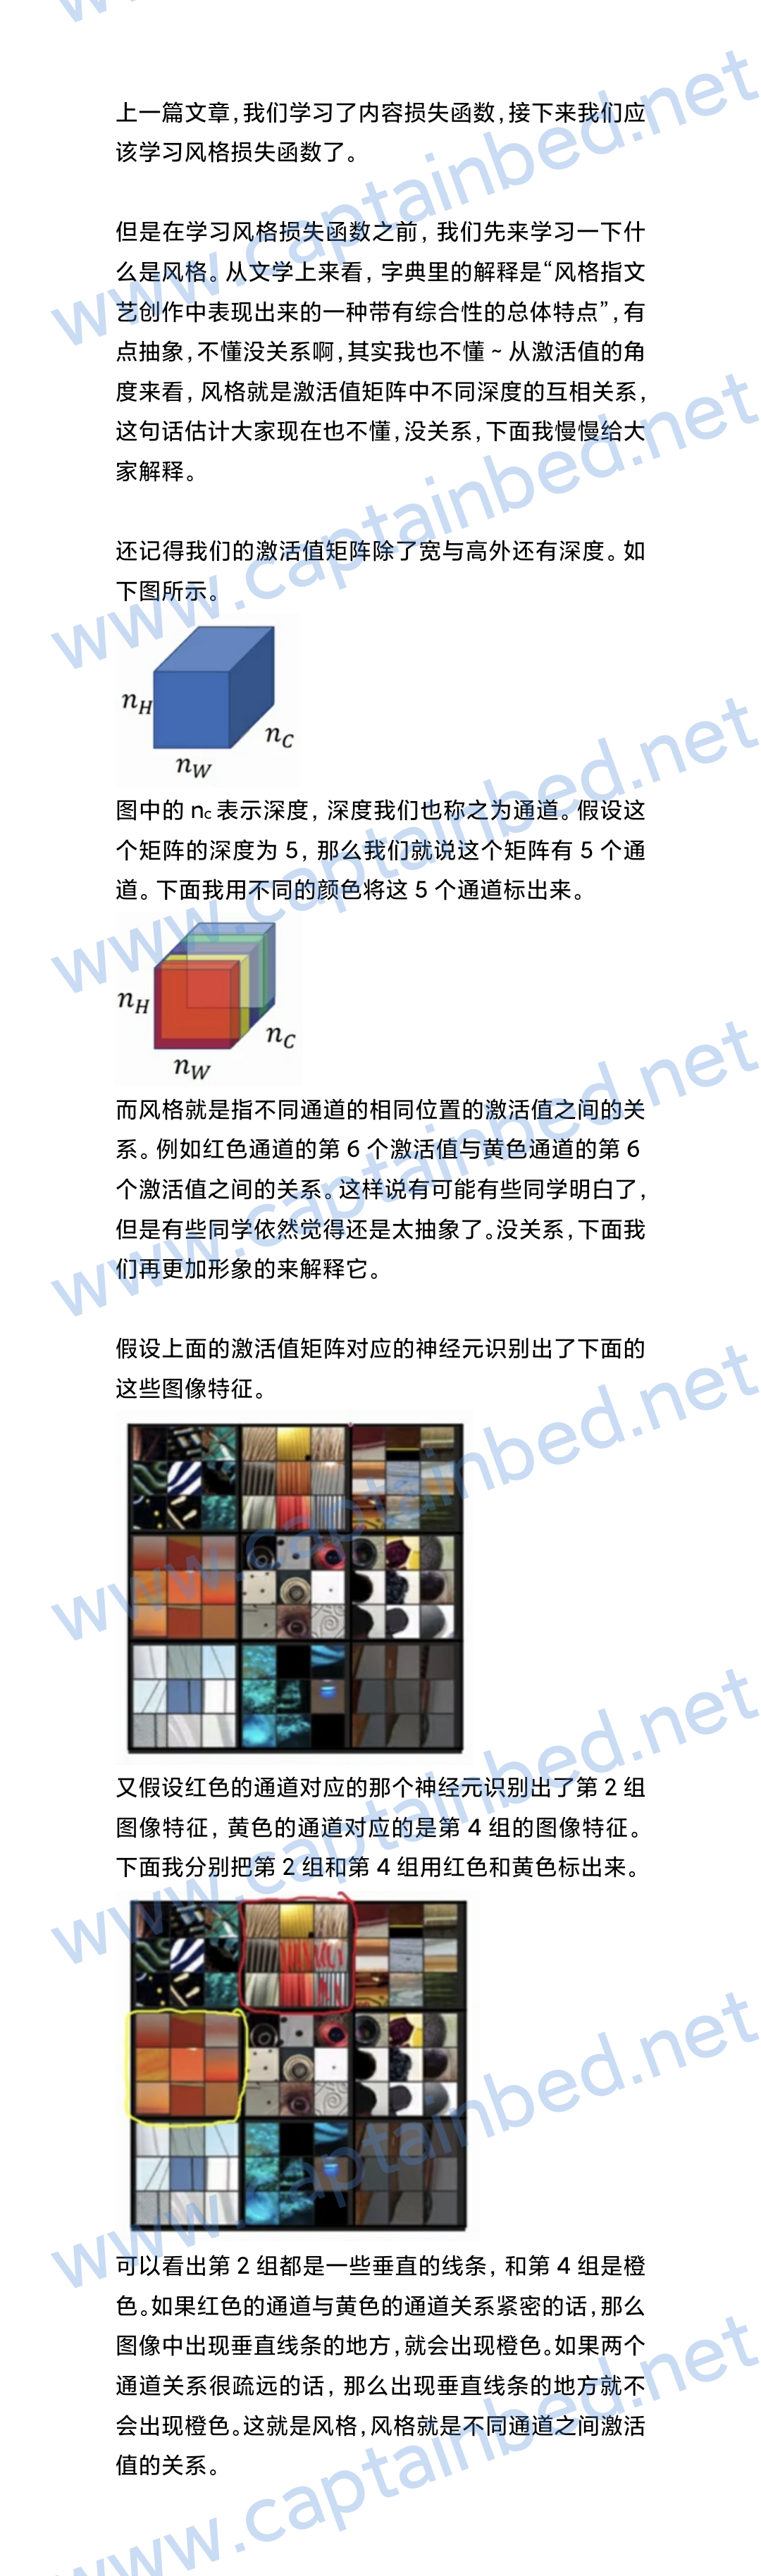 上一篇文章,我们学习了内容损失函数,接下来我们应
该学习风格损失函数了。
但是在学习风格损失函数之前,我们先来学习一下什
么是风格。从文学上来看,字典里的解释是“风格指文
艺创作中表现出来的一种带有综合性的总体特点”,有
点抽象,不懂没关系啊,其实我也不懂~从激活值的角
度来看,风格就是激活值矩阵中不同深度的互相关系,
这句话估计大家现在也不懂,没关系,下面我慢慢给大
家解释。
还记得我们的激活值矩阵除了宽与高外还有深度。如
下图所示。
n_H
n_C
n_W
图中的 nc 表示深度,深度我们也称之为通道。假设这
个矩阵的深度为 5,那么我们就说这个矩阵有 5 个通
道。下面我用不同的颜色将这 5 个通道标出来。
n_H
n_C
n_W
而风格就是指不同通道的相同位置的激活值之间的关
系。例如红色通道的第 6 个激活值与黄色通道的第 6
个激活值之间的关系。这样说有可能有些同学明白了,
但是有些同学依然觉得还是太抽象了。没关系,下面我
们再更加形象的来解释它。
假设上面的激活值矩阵对应的神经元识别出了下面的
这些图像特征。
又假设红色的通道对应的那个神经元识别出了第 2 组
图像特征,黄色的通道对应的是第 4 组的图像特征。
下面我分别把第 2 组和第 4 组用红色和黄色标出来。
可以看出第 2 组都是一些垂直的线条,和第 4 组是橙
色。如果红色的通道与黄色的通道关系紧密的话,那么
图像中出现垂直线条的地方,就会出现橙色。如果两个
通道关系很疏远的话,那么出现垂直线条的地方就不
会出现橙色。这就是风格,风格就是不同通道之间激活
值的关系。
www.captainbed.net
www.captainbed.net
www.captainbed.net
www.captainbed.net
www.captainbed.net
www.captainbed.net
www.captainbed.net
www.captainbed.net